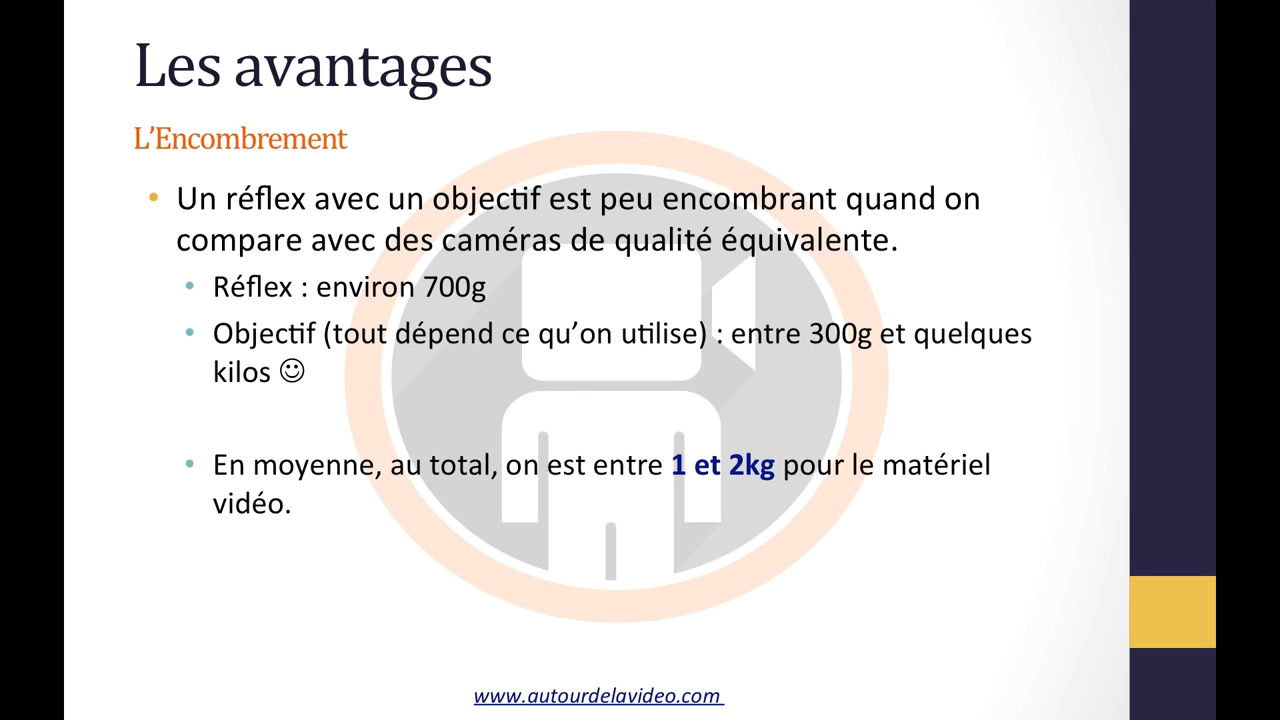 Les avantages
L’Encombrement
• Un réflex avec un objectif est peu encombrant quand on
compare avec des caméras de qualité équivalente.
• Réflex : environ 700g
• Objectif (tout dépend ce qu’on utilise) : entre 300g et quelques
kilos ☺
• En moyenne, au total, on est entre 1 et 2kg pour le matériel
vidéo.
www.autourdelavideo.com